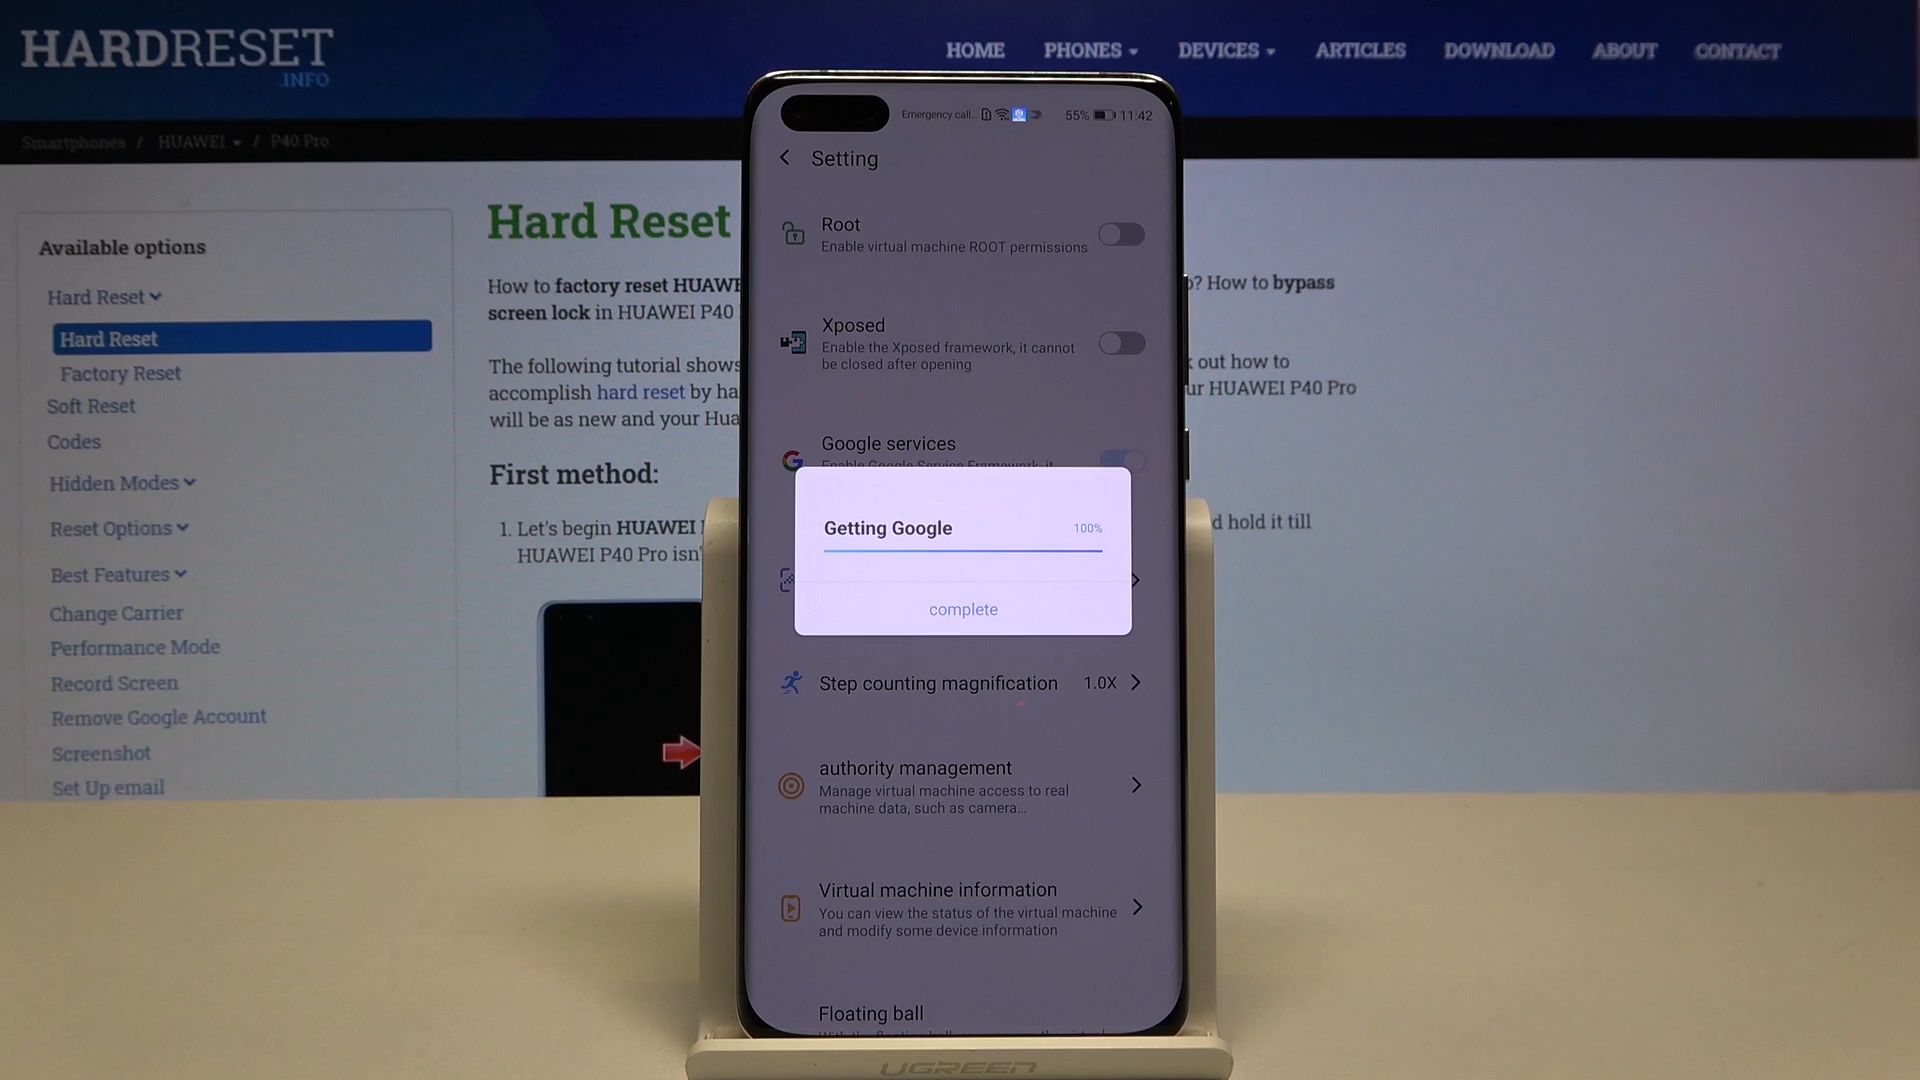 HARDRESET
.INFO
HOME PHONES DEVICES ARTICLES DOWNLOAD ABOUT CONTACT
Smartphones / HUAWEI / P40 Pro
Available options
Hard Reset
Hard Reset
Factory Reset
Soft Reset
Codes
Hidden Modes
Reset Options
Best Features
Change Carrier
Performance Mode
Record Screen
Remove Google Account
Screenshot
Set Up email
Hard Reset
How to factory reset HUAWE
? How to bypass
screen lock in HUAWEI P40
The following tutorial shows
out how to
accomplish hard reset by ha
ur HUAWEI P40 Pro
will be as new and your Hua
First method:
1. Let's begin HUAWEI
d hold it till
HUAWEI P40 Pro isn'
Emergency call... 55% 11:42
Setting
Root
Enable virtual machine ROOT permissions
Xposed
Enable the Xposed framework, it cannot
be closed after opening
Google services
Enable Google Service Framework, it
Getting Google 100%
complete
Step counting magnification 1.0X
authority management
Manage virtual machine access to real
machine data, such as camera...
Virtual machine information
You can view the status of the virtual machine
and modify some device information
Floating ball
UGREEN